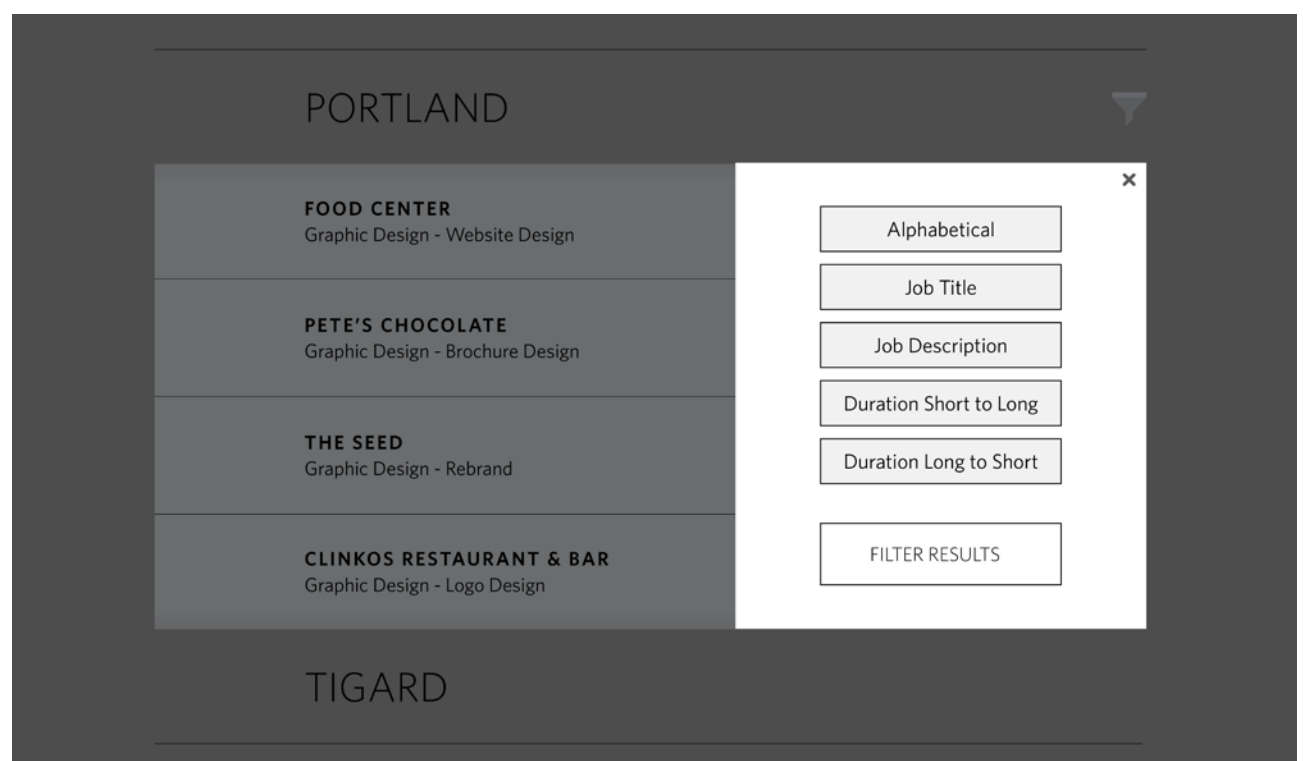 PORTLAND
FOOD CENTER
Graphic Design - Website Design
PETE’S CHOCOLATE
Graphic Design - Brochure Design
THE SEED
Graphic Design - Rebrand
CLINKOS RESTAURANT & BAR
Graphic Design - Logo Design
Alphabetical
Job Title
Job Description
Duration Short to Long
Duration Long to Short
FILTER RESULTS
TIGARD